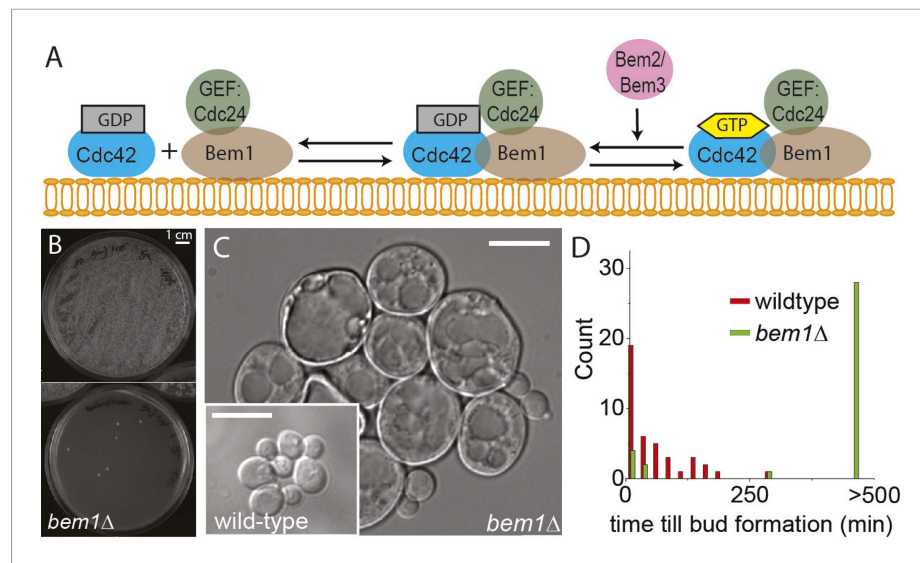 A
Bem2/
Bem3
GEF:
Cdc24
GEF:
Cdc24
GEF:
Cdc24
GDP
GDP
GTP
Cdc42
+
Bem1
Cdc42
Bem1
Cdc42
Bem1
B
1 cm
bem1Δ
C
wild-type
bem1Δ
D
30
20
10
0
Count
wildtype
bem1Δ
0
250
>500
time till bud formation (min)